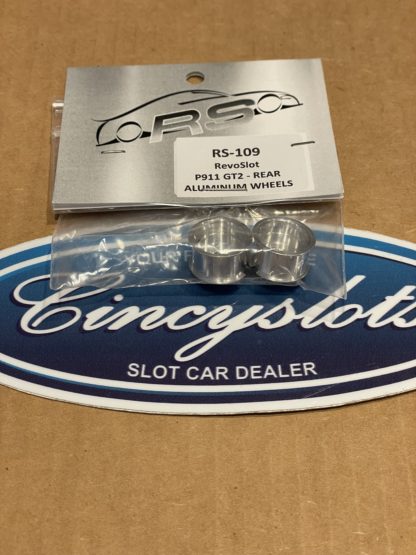 RS
RS-109
RevoSlot
P911 GT2 - REAR
ALUMINUM WHEELS
Cincyslots
SLOT CAR DEALER